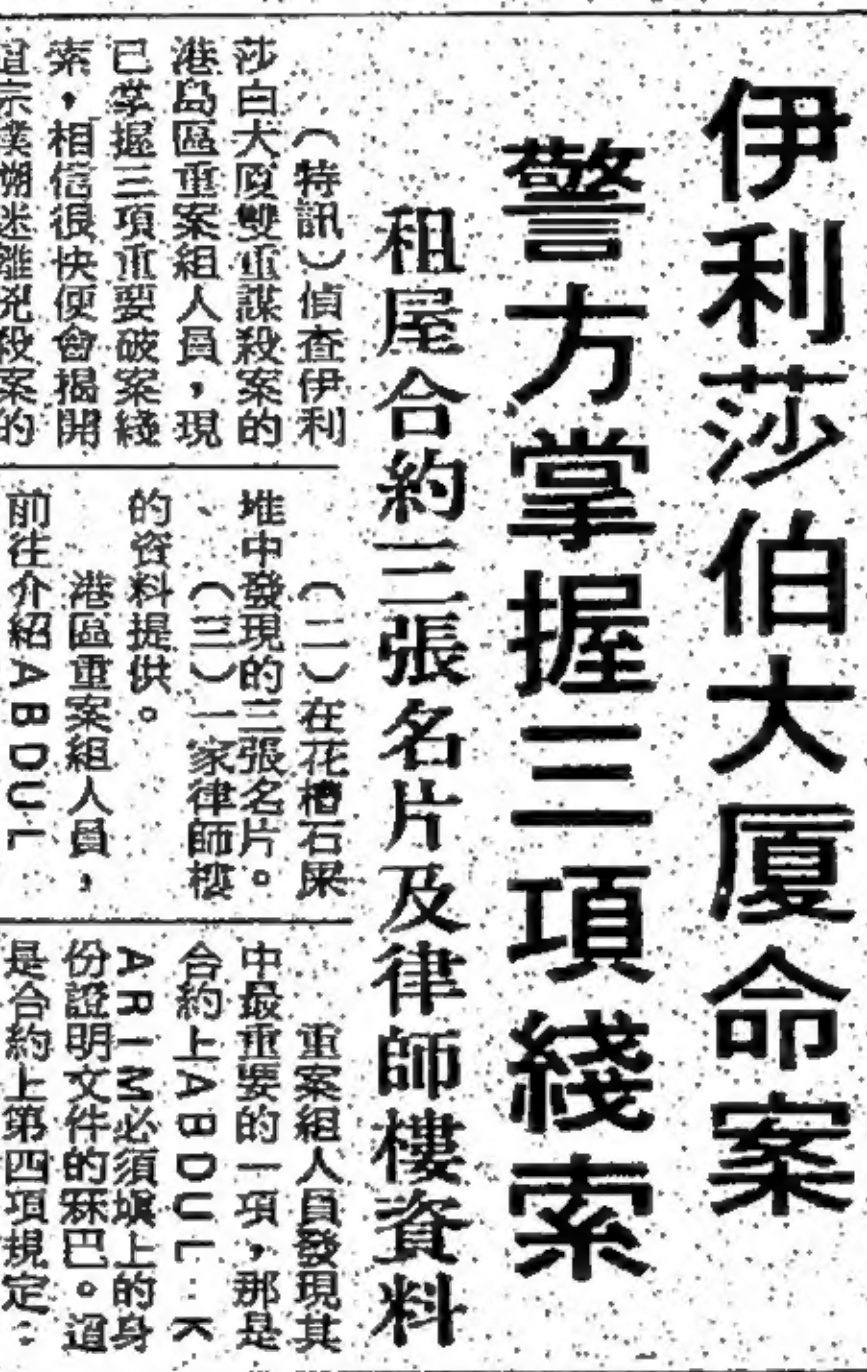 伊利莎伯大厦命案
警方掌握三項綫索
租屋合約三張名片及律師樓資料
（特訊）偵查伊利
莎白大厦雙重謀殺案的
港島區重案組人員，現
已掌握三項重要破案綫
索，相信很快便會揭開
這宗撲朔迷離兇殺案的
（二）在花槽石屎
堆中發現的三張名片。
（三）一家律師樓
的資料提供。
港區重案組人員，
前往介紹ABDUL
重案組人員發現其
中最重要的一項，那是
合約上ABDUL：K
ARIM必須填上的身
份證明文件的冧巴。這
是合約上第四項規定：